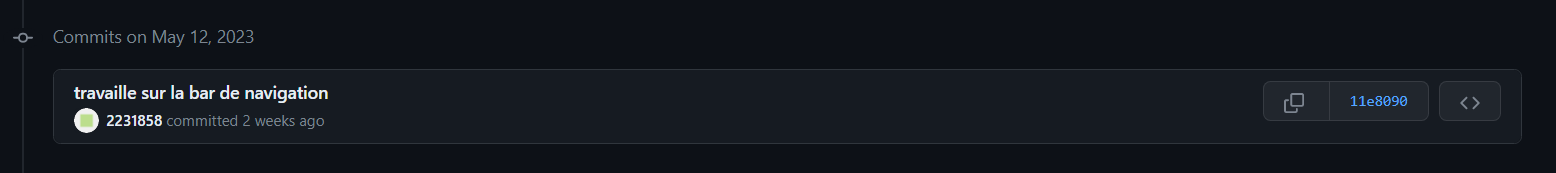 Commits on May 12, 2023
travaille sur la bar de navigation
11e8090
2231858 committed 2 weeks ago